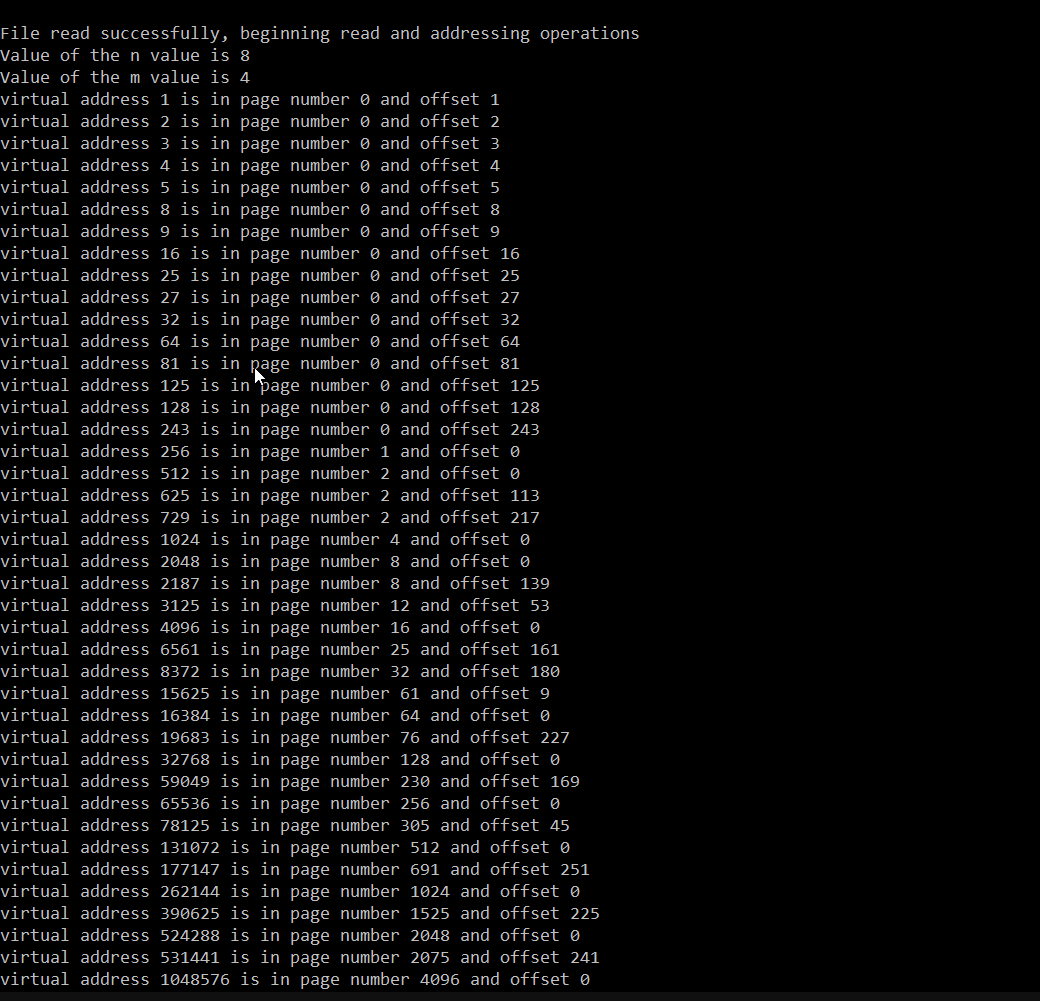 File read successfully, beginning read and addressing operations
Value of the n value is 8
Value of the m value is 4
virtual address 1 is in page number 0 and offset 1
virtual address 2 is in page number 0 and offset 2
virtual address 3 is in page number 0 and offset 3
virtual address 4 is in page number 0 and offset 4
virtual address 5 is in page number 0 and offset 5
virtual address 8 is in page number 0 and offset 8
virtual address 9 is in page number 0 and offset 9
virtual address 16 is in page number 0 and offset 16
virtual address 25 is in page number 0 and offset 25
virtual address 27 is in page number 0 and offset 27
virtual address 32 is in page number 0 and offset 32
virtual address 64 is in page number 0 and offset 64
virtual address 81 is in page number 0 and offset 81
virtual address 125 is in page number 0 and offset 125
virtual address 128 is in page number 0 and offset 128
virtual address 243 is in page number 0 and offset 243
virtual address 256 is in page number 1 and offset 0
virtual address 512 is in page number 2 and offset 0
virtual address 625 is in page number 2 and offset 113
virtual address 729 is in page number 2 and offset 217
virtual address 1024 is in page number 4 and offset 0
virtual address 2048 is in page number 8 and offset 0
virtual address 2187 is in page number 8 and offset 139
virtual address 3125 is in page number 12 and offset 53
virtual address 4096 is in page number 16 and offset 0
virtual address 6561 is in page number 25 and offset 161
virtual address 8372 is in page number 32 and offset 180
virtual address 15625 is in page number 61 and offset 9
virtual address 16384 is in page number 64 and offset 0
virtual address 19683 is in page number 76 and offset 227
virtual address 32768 is in page number 128 and offset 0
virtual address 59049 is in page number 230 and offset 169
virtual address 65536 is in page number 256 and offset 0
virtual address 78125 is in page number 305 and offset 45
virtual address 131072 is in page number 512 and offset 0
virtual address 177147 is in page number 691 and offset 251
virtual address 262144 is in page number 1024 and offset 0
virtual address 390625 is in page number 1525 and offset 225
virtual address 524288 is in page number 2048 and offset 0
virtual address 531441 is in page number 2075 and offset 241
virtual address 1048576 is in page number 4096 and offset 0